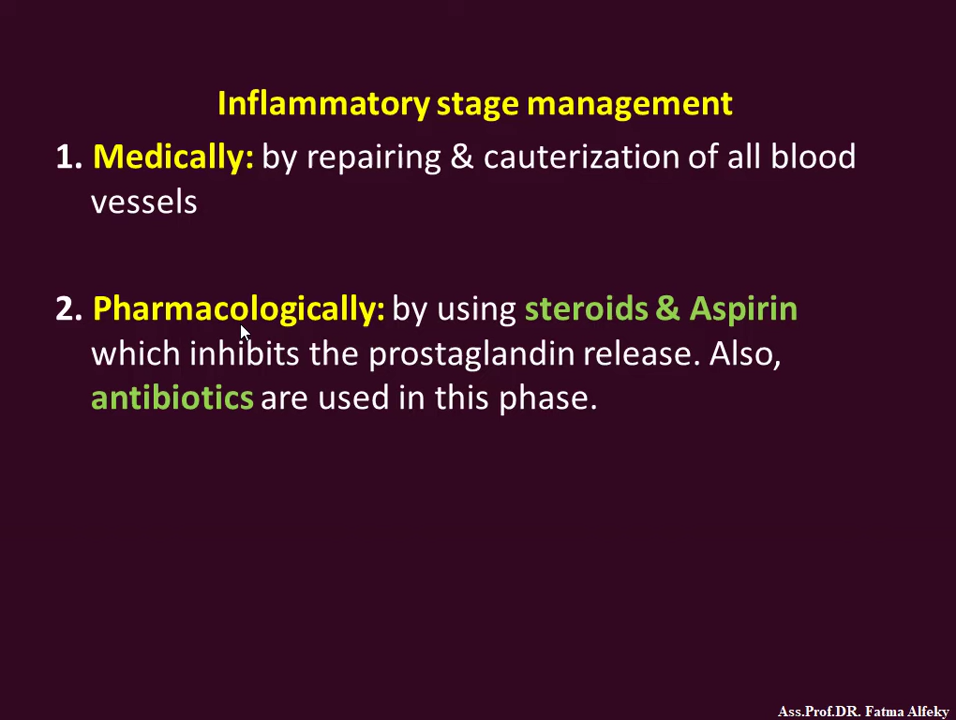 Inflammatory stage management
1. Medically: by repairing & cauterization of all blood
vessels
2. Pharmacologically: by using steroids & Aspirin
which inhibits the prostaglandin release. Also,
antibiotics are used in this phase.
Ass.Prof.DR. Fatma Alfeky